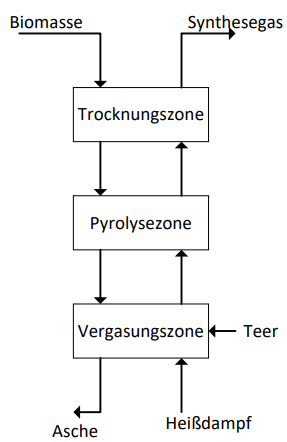 Biomasse
Synthesegas
Trocknungszone
Pyrolysezone
Vergasungszone
Teer
Asche
Heißdampf